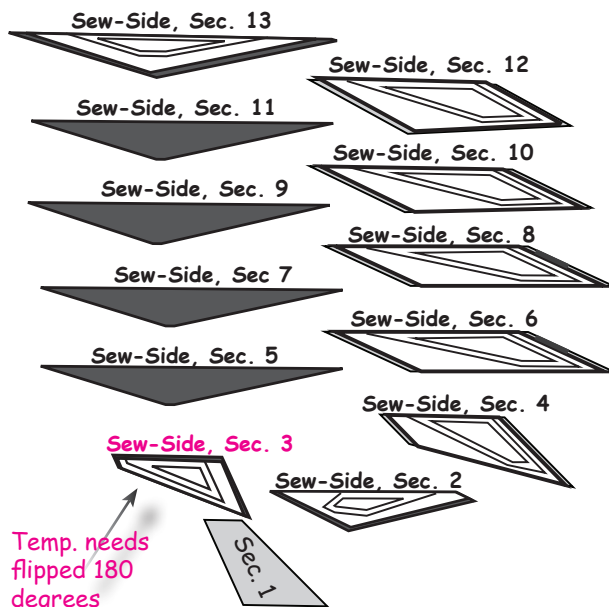 Sew-Side, Sec. 13
Sew-Side, Sec. 12
Sew-Side, Sec. 11
Sew-Side, Sec. 10
Sew-Side, Sec. 9
Sew-Side, Sec. 8
Sew-Side, Sec 7
Sew-Side, Sec. 6
Sew-Side, Sec. 5
Sew-Side, Sec. 4
Sew-Side, Sec. 3
Sew-Side, Sec. 2
Sec. 1
Temp. needs
flipped 180
degrees